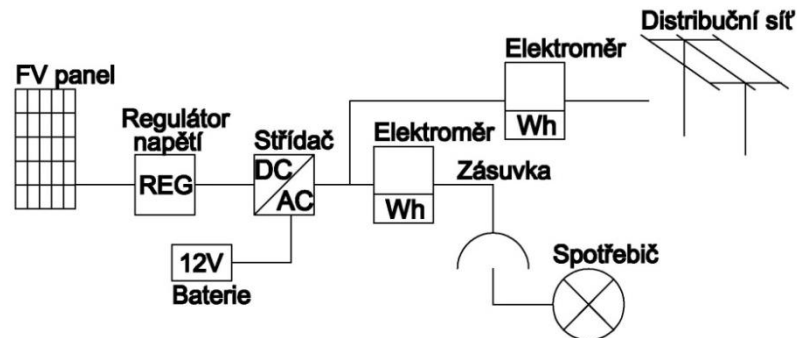 Distribuční síť
Elektroměr
FV panel
Wh
Regulátor
napětí
Střídač
Elektroměr
REG
DC
AC
Wh
Zásuvka
12V
Baterie
Spotřebič